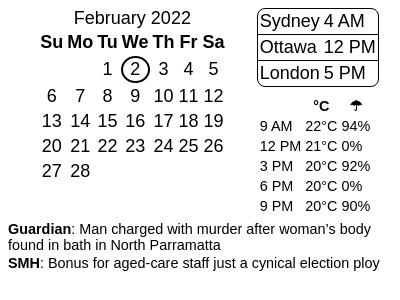 February 2022
Su Mo Tu We Th Fr Sa
1 2 3 4 5
6 7 8 9 10 11 12
13 14 15 16 17 18 19
20 21 22 23 24 25 26
27 28
Sydney 4 AM
Ottawa 12 PM
London 5 PM
°C ☂
9 AM 22°C 94%
12 PM 21°C 0%
3 PM 20°C 92%
6 PM 20°C 0%
9 PM 20°C 90%
Guardian: Man charged with murder after woman’s body
found in bath in North Parramatta
SMH: Bonus for aged-care staff just a cynical election ploy